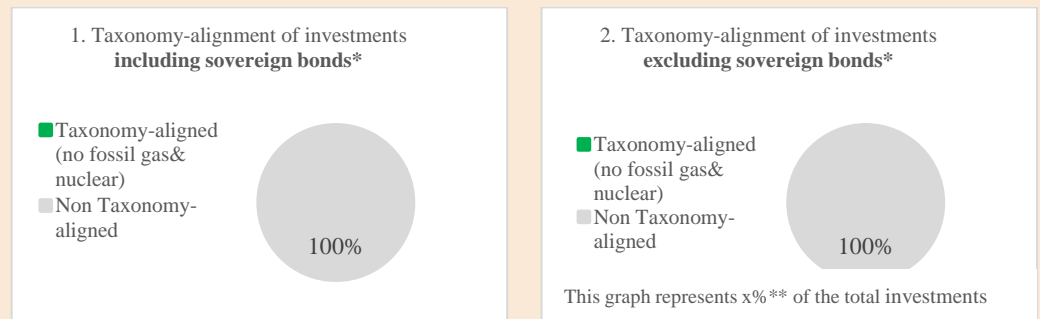 1. Taxonomy-alignment of investments
including sovereign bonds*
Taxonomy-aligned
(no fossil gas&
nuclear)
Non Taxonomy-
aligned
100%
2. Taxonomy-alignment of investments
excluding sovereign bonds*
Taxonomy-aligned
(no fossil gas&
nuclear)
Non Taxonomy-
aligned
100%
This graph represents x%** of the total investments